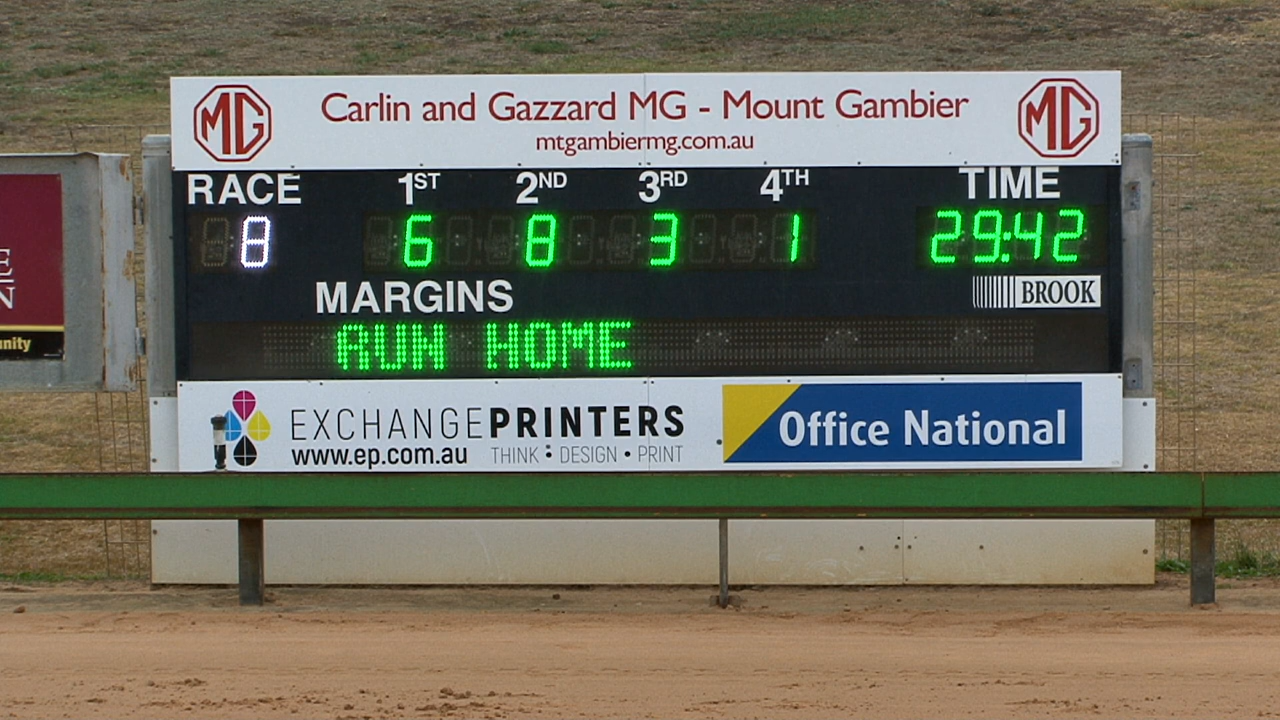 MG Carlin and Gazzard MG - Mount Gambier MG
mtgambiermg.com.au
RACE 1ST 2ND 3RD 4TH TIME
8 6 8 3 1 29:42
MARGINS BROOK
RUN HOME
EXCHANGEPRINTERS
www.ep.com.au THINK • DESIGN • PRINT
Office National
E
N
unity